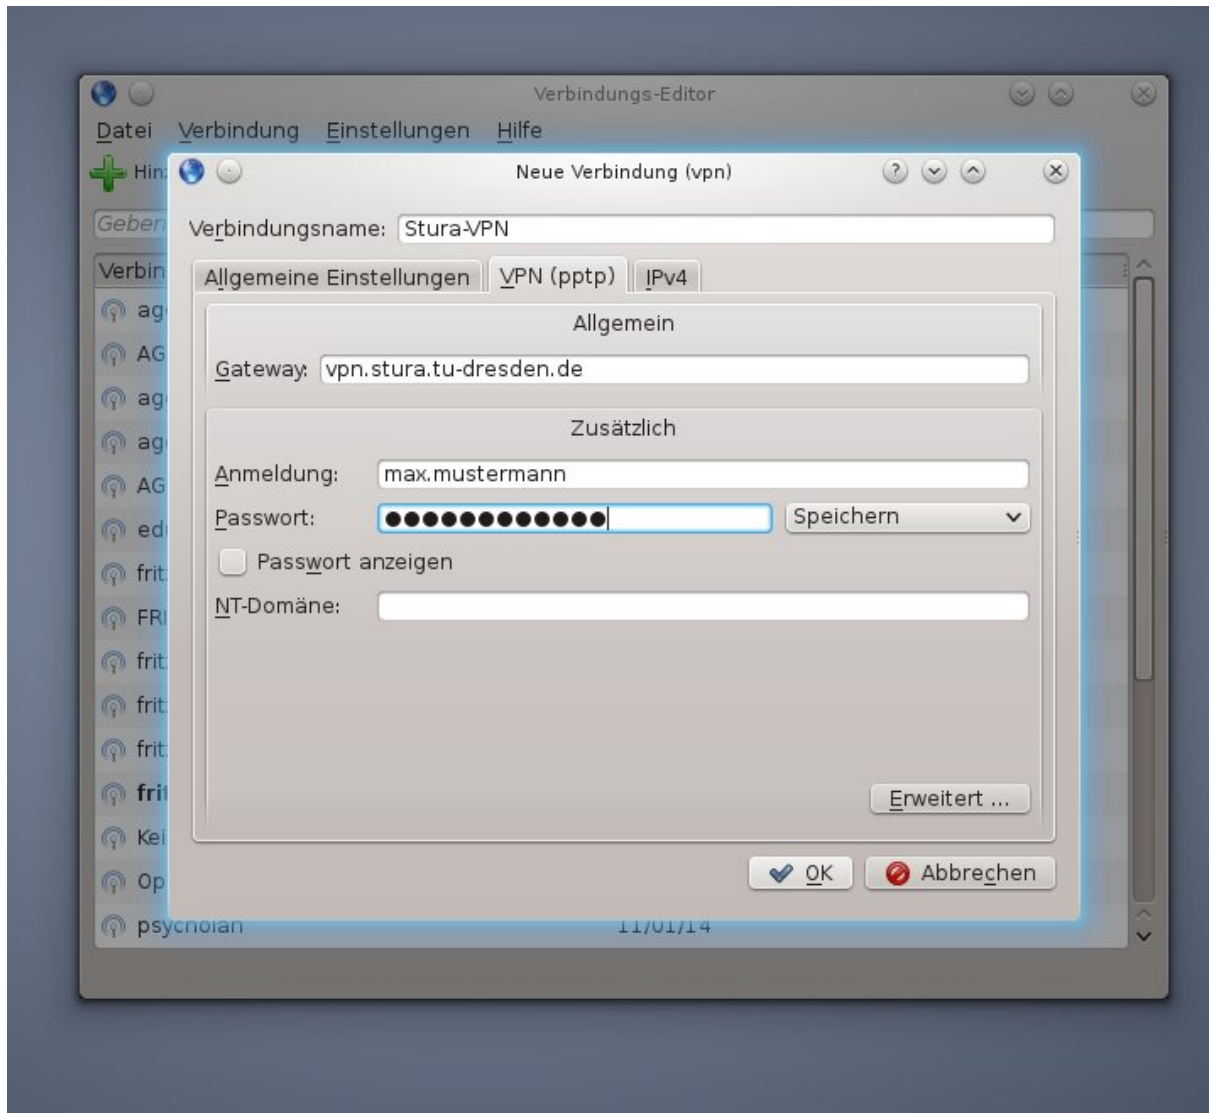 Verbindungs-Editor
Datei Verbindung Einstellungen Hilfe
Neue Verbindung (vpn)
Verbindungsname: Stura-VPN
Allgemeine Einstellungen VPN (pptp) IPv4
Allgemein
Gateway: vpn.stura.tu-dresden.de
Zusätzlich
Anmeldung: max.mustermann
Passwort: ●●●●●●●●●●●● Speichern
Passwort anzeigen
NT-Domäne:
Erweitert ...
OK Abbrechen
AG
AG
psycholan 11/01/14